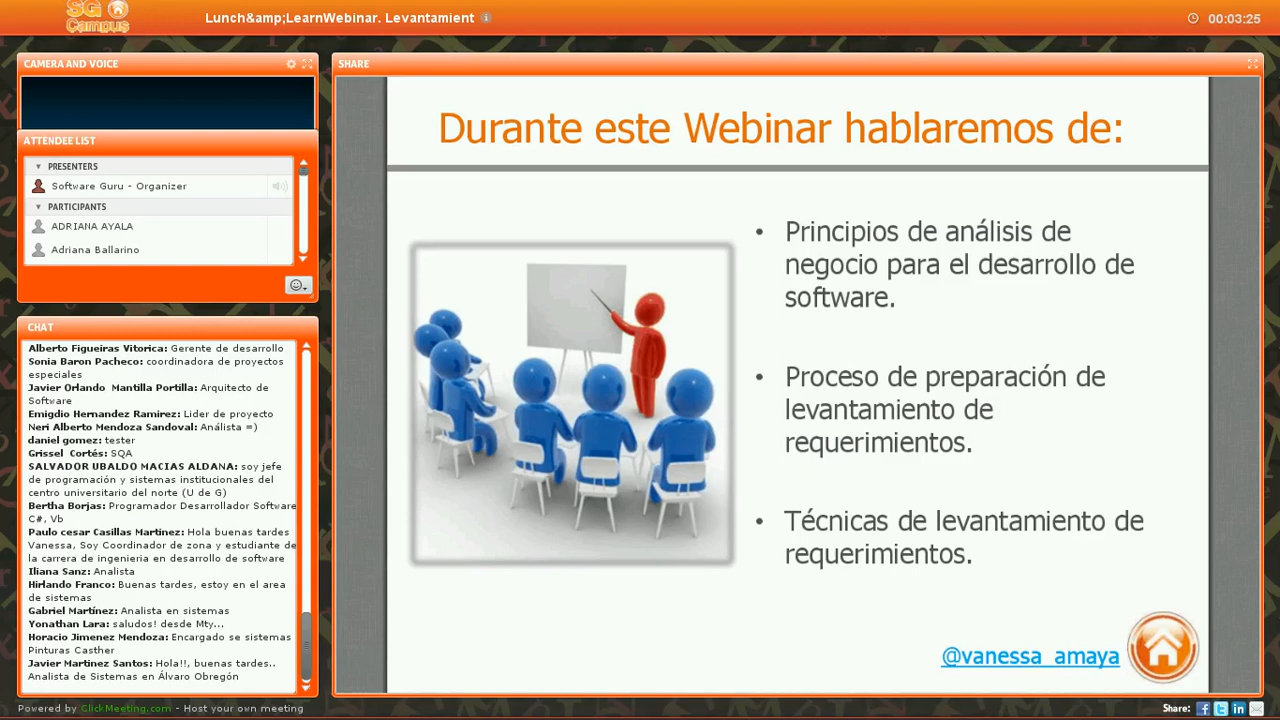 SG
Campus
Lunch&amp;LearnWebinar. Levantamient
00:03:25
CAMERA AND VOICE
ATTENDEE LIST
PRESENTERS
Software Guru - Organizer
PARTICIPANTS
ADRIANA AYALA
Adriana Ballarino
CHAT
Alberto Figueiras Vitorica: Gerente de desarrollo
Sonia Baron Pacheco: coordinadora de proyectos
especiales
Javier Orlando Mantilla Portilla: Arquitecto de
Software
Emigdio Hernandez Ramirez: Lider de proyecto
Neri Alberto Mendoza Sandoval: Análista =)
daniel gomez: tester
Grissel Cortés: SQA
SALVADOR UBALDO MACIAS ALDANA: soy jefe
de programación y sistemas institucionales del
centro universitario del norte (U de G)
Bertha Borjas: Programador Desarrollador Software
C#, Vb
Paulo cesar Casillas Martinez: Hola buenas tardes
Vanessa, Soy Coordinador de zona y estudiante de
la carrera de ingenieria en desarrollo de software
Iliana Sanz: Analista
Hirlando Franco: Buenas tardes, estoy en el area
de sistemas
Gabriel Martínez: Analista en sistemas
Yonathan Lara: saludos! desde Mty...
Horacio Jimenez Mendoza: Encargado se sistemas
Pinturas Casther
Javier Martinez Santos: Hola!!, buenas tardes..
Analista de Sistemas en Álvaro Obregón
SHARE
Durante este Webinar hablaremos de:
• Principios de análisis de
negocio para el desarrollo de
software.
• Proceso de preparación de
levantamiento de
requerimientos.
• Técnicas de levantamiento de
requerimientos.
@vanessa_amaya
Powered by ClickMeeting.com - Host your own meeting
Share: